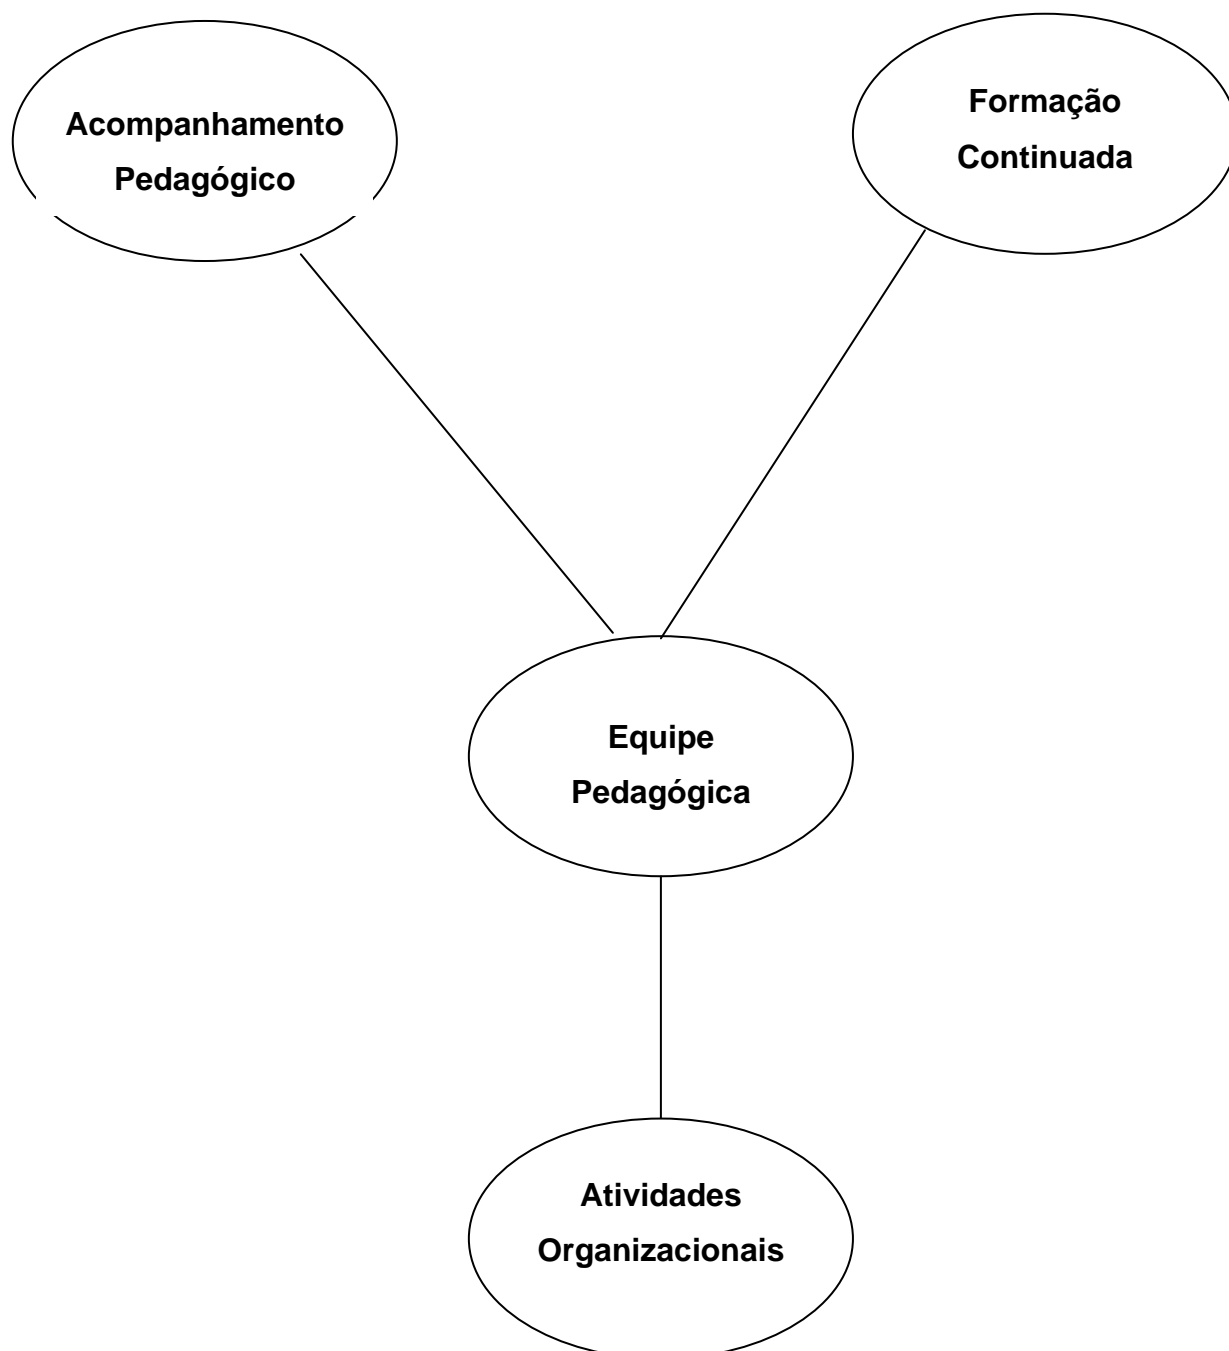 Acompanhamento
Pedagógico
Formação
Continuada
Equipe
Pedagógica
Atividades
Organizacionais